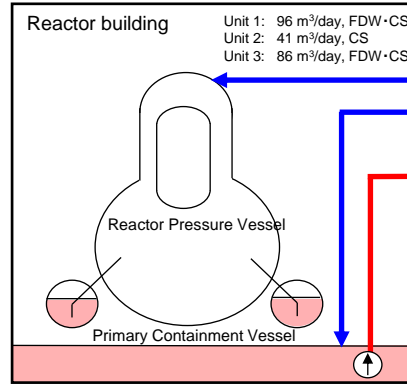 Reactor building
Unit 1: 96 m³/day, FDW・CS
Unit 2: 41 m³/day, CS
Unit 3: 86 m³/day, FDW・CS
Reactor Pressure Vessel
Primary Containment Vessel